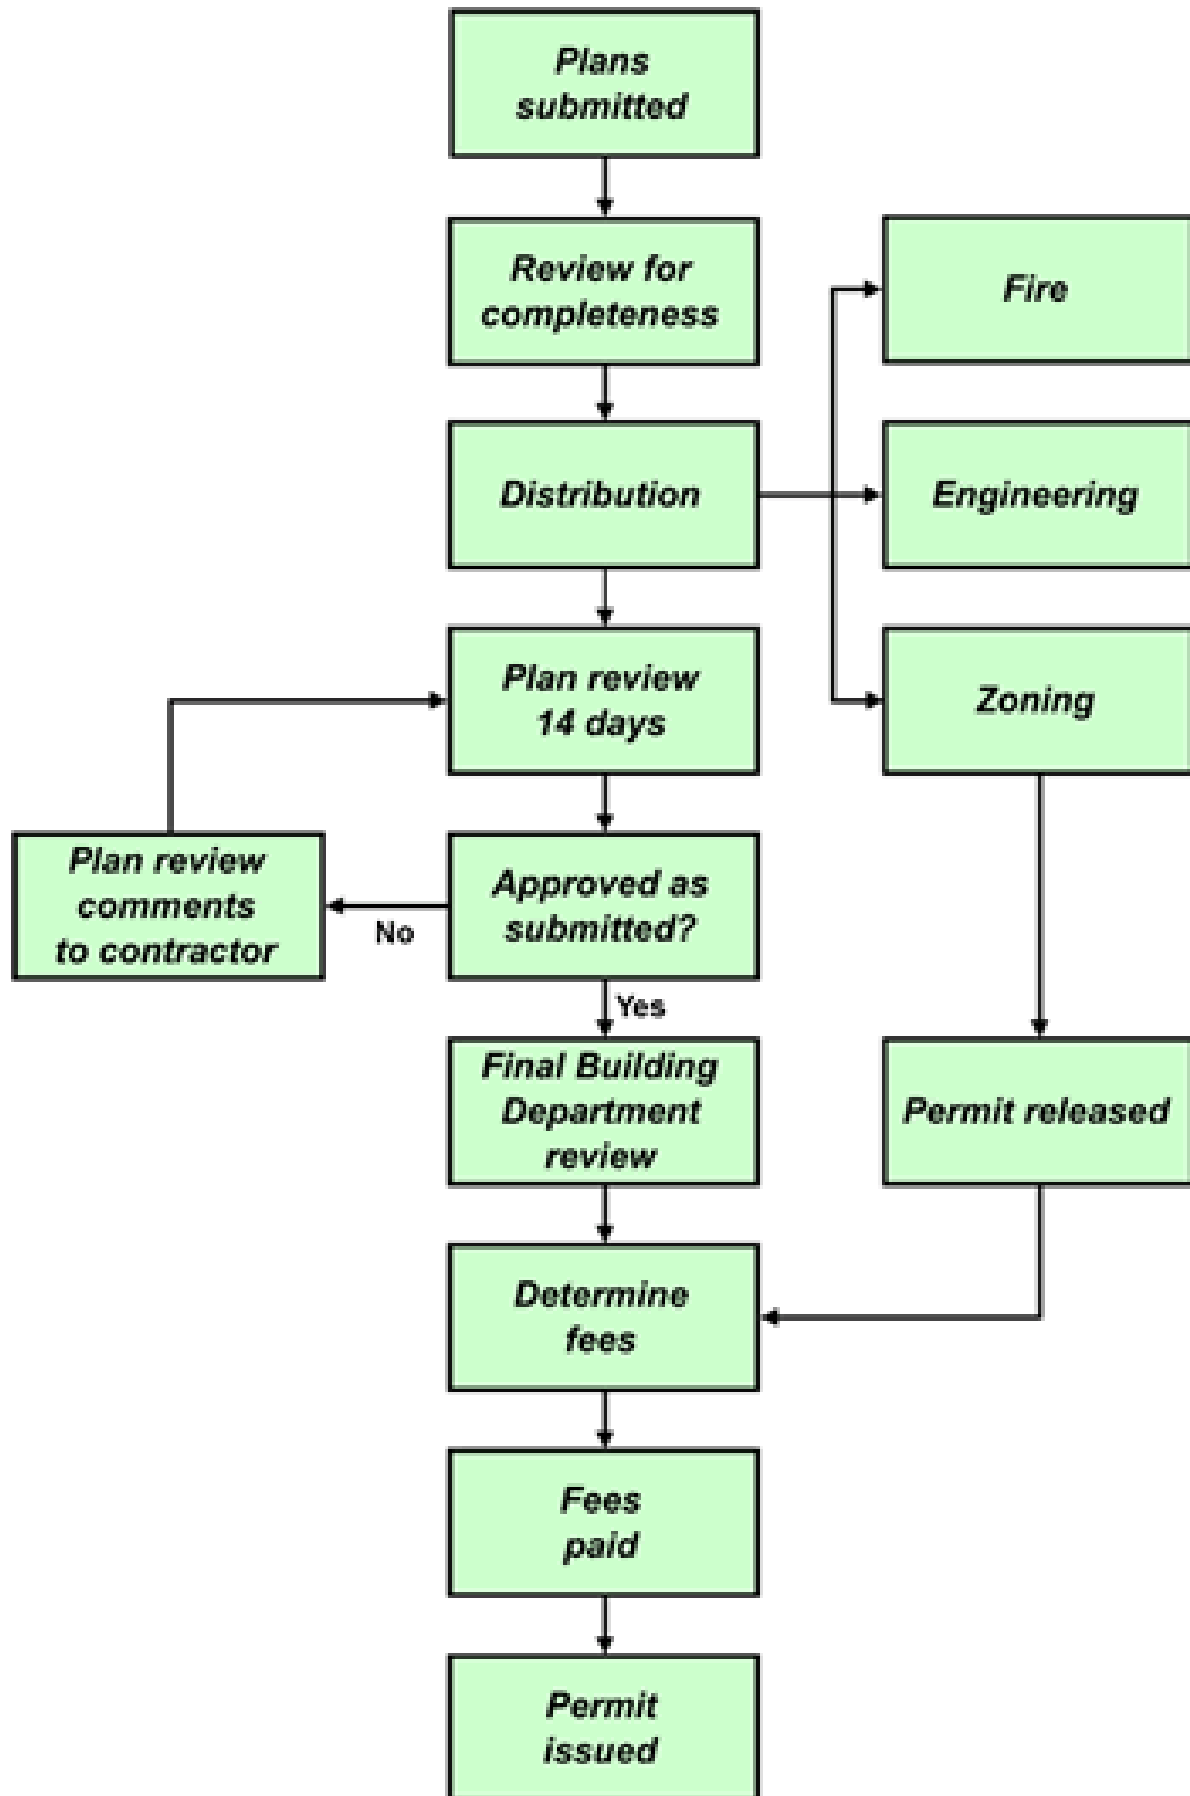 Plans
submitted
Review for
completeness
Fire
Distribution
Engineering
Plan review
14 days
Zoning
Plan review
comments
to contractor
No
Approved as
submitted?
Yes
Final Building
Department
review
Permit released
Determine
fees
Fees
paid
Permit
issued